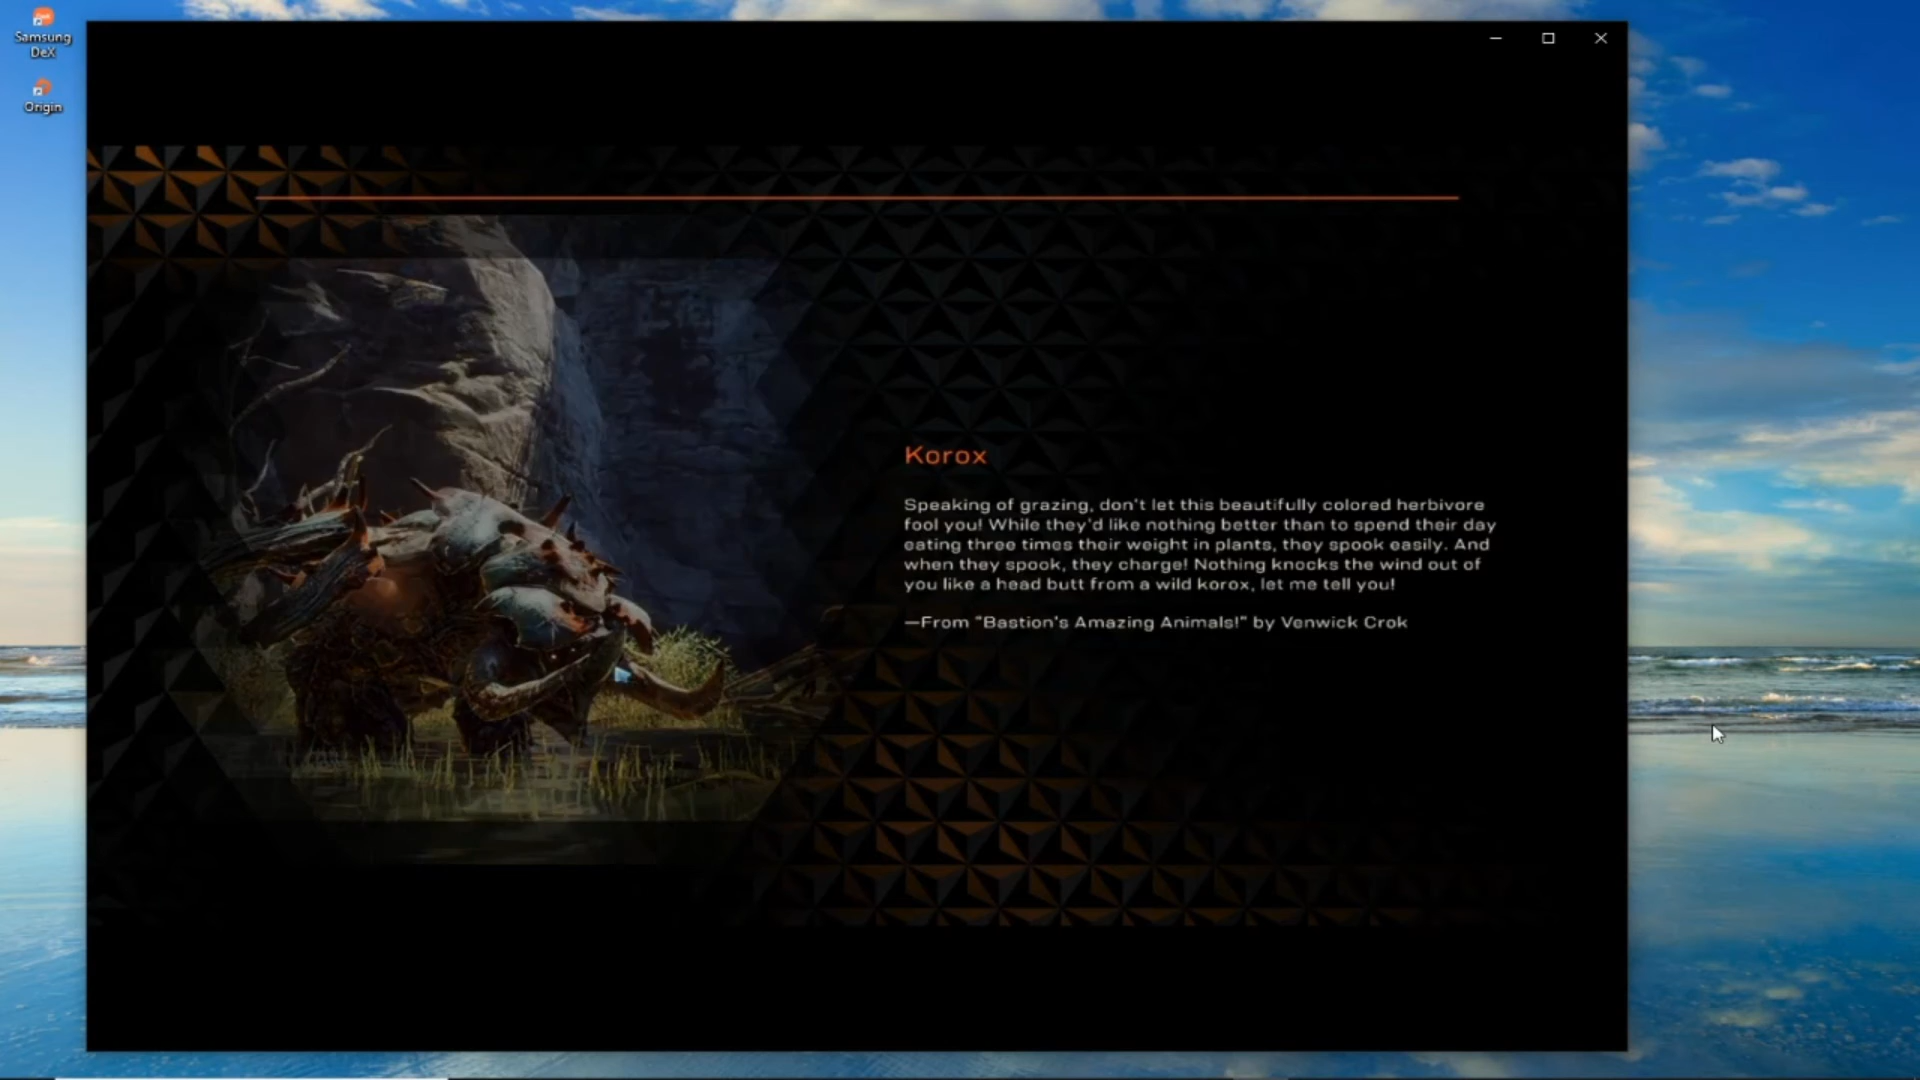 Samsung
DeX
Origin
Korox
Speaking of grazing, don't let this beautifully colored herbivore
fool you! While they'd like nothing better than to spend their day
eating three times their weight in plants, they spook easily. And
when they spook, they charge! Nothing knocks the wind out of
you like a head butt from a wild korox, let me tell you!
—From "Bastion's Amazing Animals!" by Venwick Crok